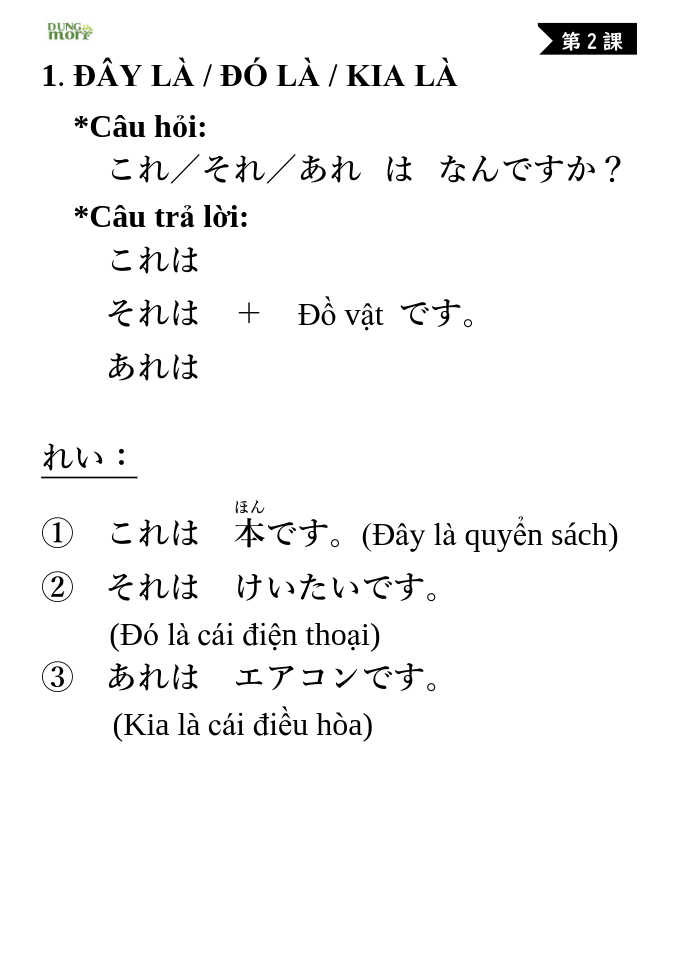 DUNG
mori
第2課
1. ĐÂY LÀ / ĐÓ LÀ / KIA LÀ
*Câu hỏi:
これ／それ／あれ は なんですか？
*Câu trả lời:
これは
それは ＋ Đồ vật です。
あれは
れい：
ほん
① これは 本です。(Đây là quyển sách)
② それは けいたいです。
(Đó là cái điện thoại)
③ あれは エアコンです。
(Kia là cái điều hòa)